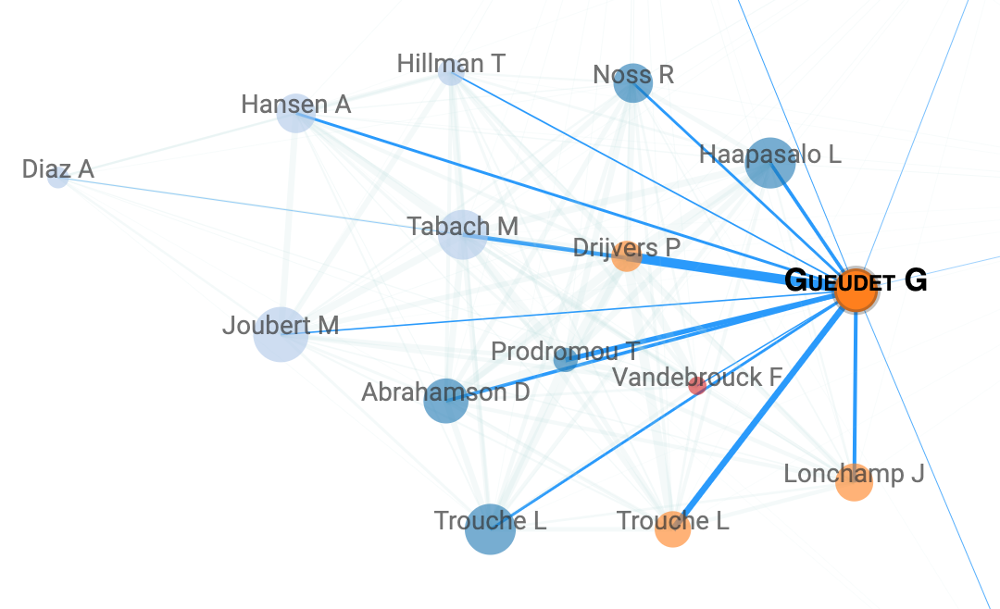 Hillman T
Noss R
Hansen A
Haapasalo L
Diaz A
Tabach M
Drijvers P
Gueudet G
Joubert M
Prodromou T
Vandebrouck F
Abrahamson D
Lonchamp J
Trouche L
Trouche L